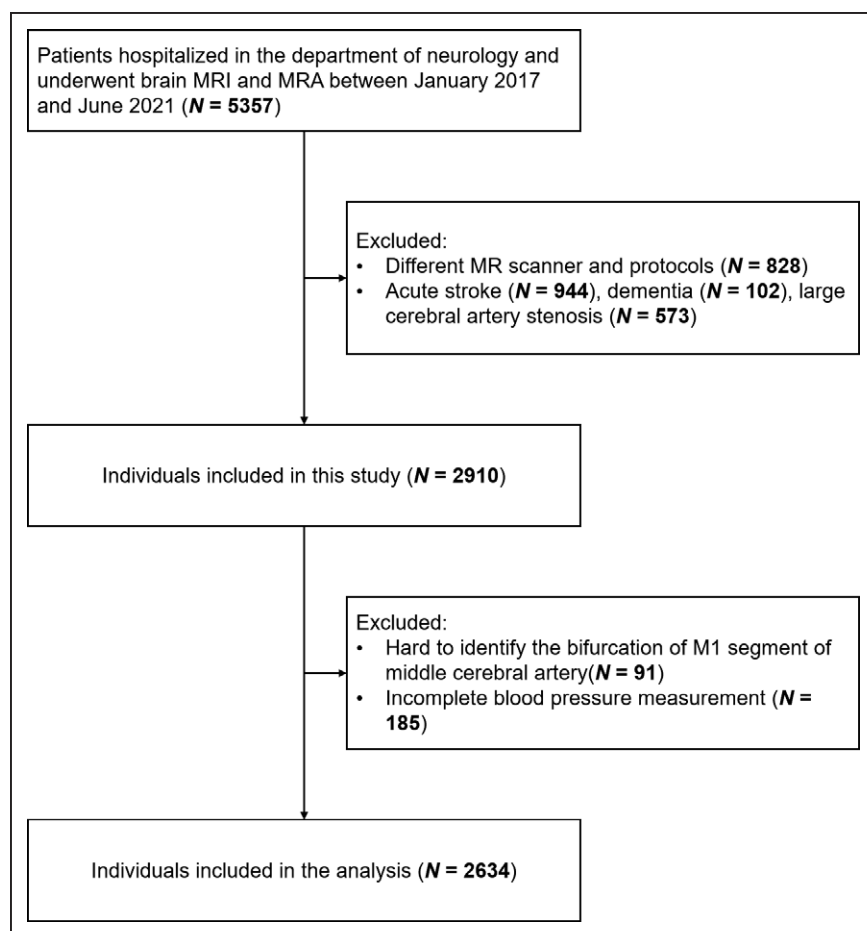 Patients hospitalized in the department of neurology and
underwent brain MRI and MRA between January 2017
and June 2021 (N = 5357)
Excluded:
• Different MR scanner and protocols (N = 828)
• Acute stroke (N = 944), dementia (N = 102), large
cerebral artery stenosis (N = 573)
Individuals included in this study (N = 2910)
Excluded:
• Hard to identify the bifurcation of M1 segment of
middle cerebral artery(N = 91)
• Incomplete blood pressure measurement (N =
185)
Individuals included in the analysis (N = 2634)